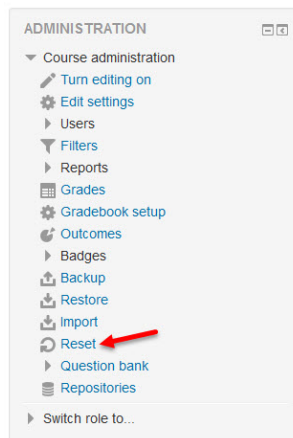 ADMINISTRATION
Course administration
Turn editing on
Edit settings
Users
Filters
Reports
Grades
Gradebook setup
Outcomes
Badges
Backup
Restore
Import
Reset
Question bank
Repositories
Switch role to...